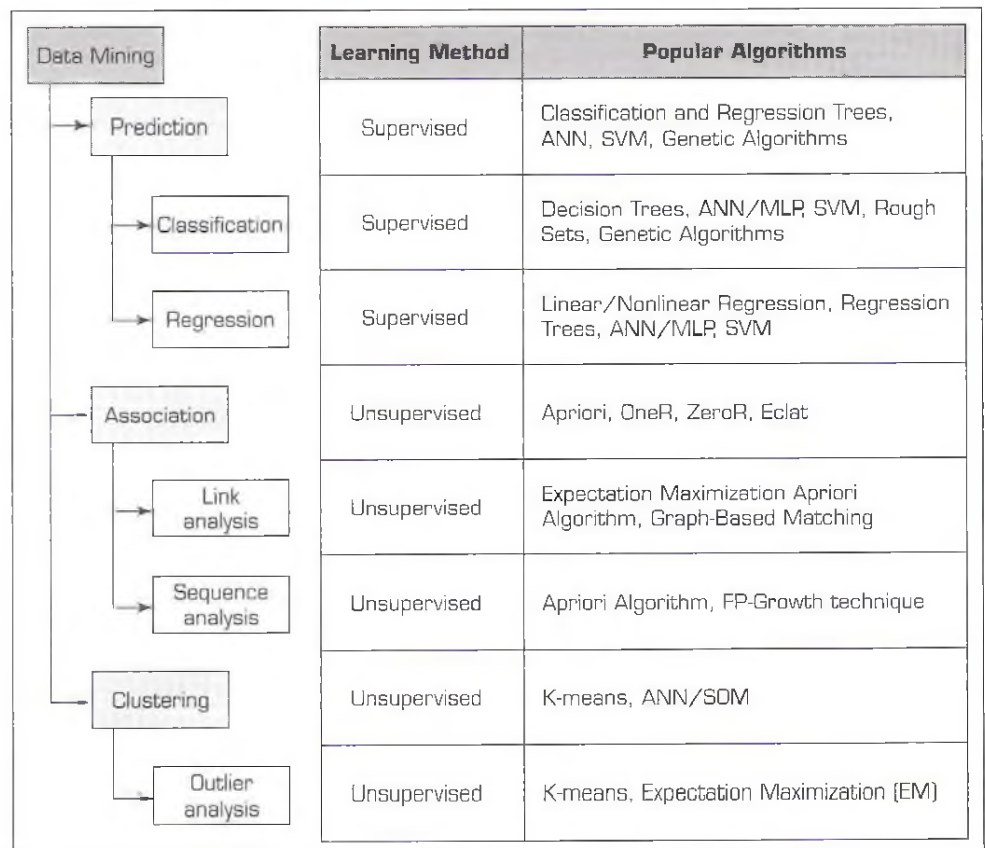 Data Mining
Learning Method
Popular Algorithms
Prediction
Supervised
Classification and Regression Trees,
ANN, SVM, Genetic Algorithms
Classification
Supervised
Decision Trees, ANN/MLP, SVM, Rough
Sets, Genetic Algorithms
Regression
Supervised
Linear/Nonlinear Regression, Regression
Trees, ANN/MLP, SVM
Association
Unsupervised
Apriori, OneR, ZeroR, Eclat
Link
analysis
Unsupervised
Expectation Maximization Apriori
Algorithm, Graph-Based Matching
Sequence
analysis
Unsupervised
Apriori Algorithm, FP-Growth technique
Clustering
Unsupervised
K-means, ANN/SOM
Outlier
analysis
Unsupervised
K-means, Expectation Maximization (EM)